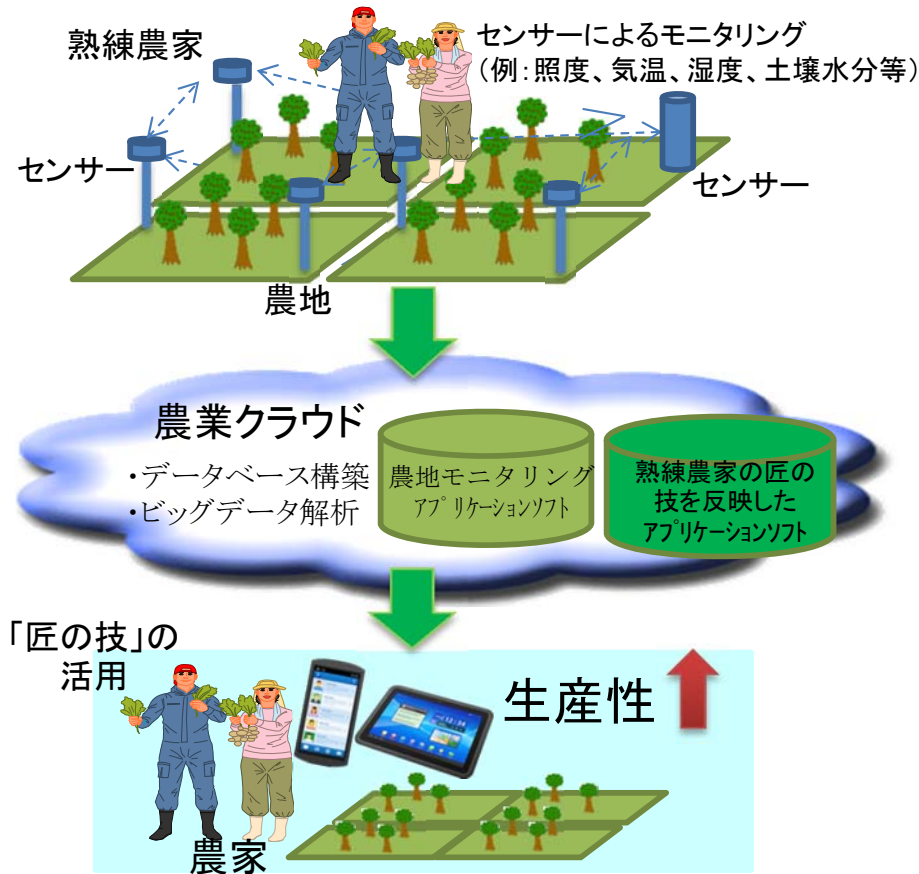 熟練農家
センサーによるモニタリング
（例：照度、気温、湿度、土壌水分等）
センサー
センサー
農地
農業クラウド
・データベース構築
・ビッグデータ解析
農地モニタリング
ｱﾌﾟﾘｹｰｼｮﾝｿﾌﾄ
熟練農家の匠の
技を反映した
ｱﾌﾟﾘｹｰｼｮﾝｿﾌﾄ
「匠の技」の
活用
生産性
農家